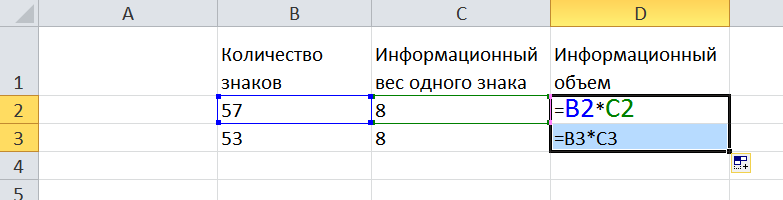 A B C D
1 Количество знаков Информационный вес одного знака Информационный объем
2 57 8 =B2*C2
3 53 8 =B3*C3
4
5